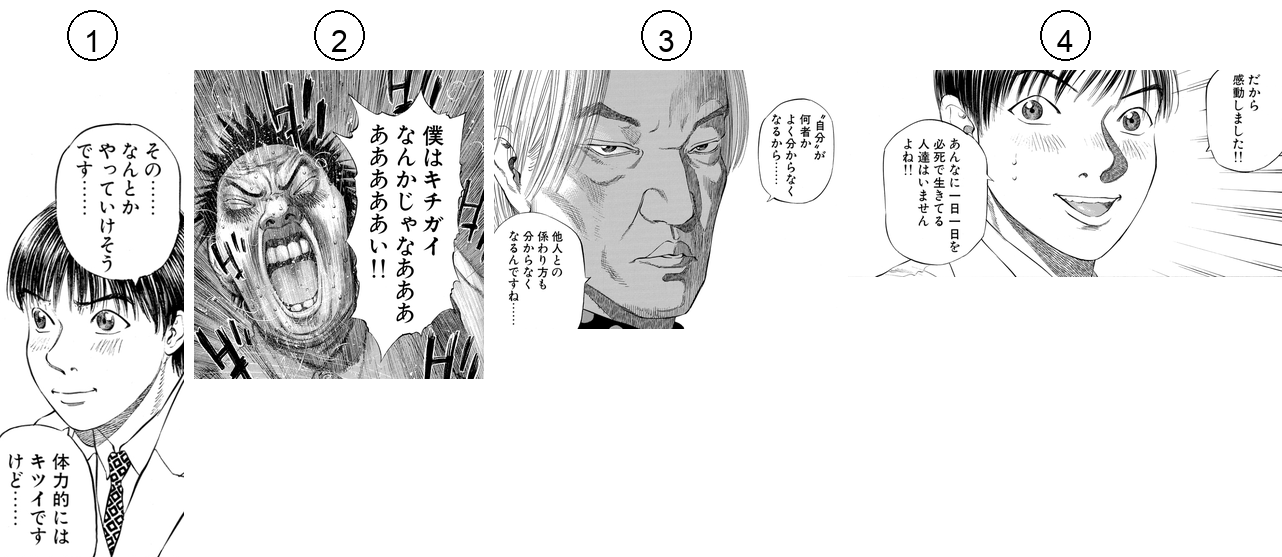 1
その……
なんとか
やっていけそう
です……
体力的には
キツイです
けど……
2
僕はキチガイ
なんかじゃなあああ
ああああああい!!
3
“自分”が
何者か
よく分からなく
なるから……
他人との
係わり方も
分からなく
なるんですね……
4
だから
感動しました!!
あんなに一日一日を
必死で生きてる
人達はいません
よね!!